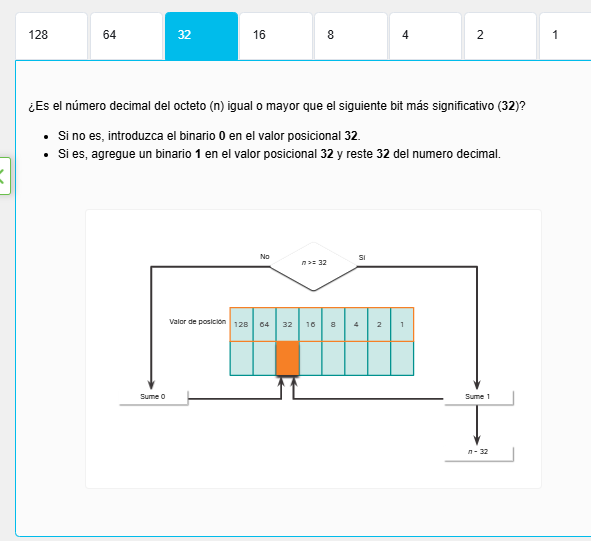 128 64 32 16 8 4 2 1
¿Es el número decimal del octeto (n) igual o mayor que el siguiente bit más significativo (32)?
Si no es, introduzca el binario 0 en el valor posicional 32.
Si es, agregue un binario 1 en el valor posicional 32 y reste 32 del numero decimal.
No n >= 32 Si
Valor de posición 128 64 32 16 8 4 2 1
Sume 0 Sume 1
n - 32